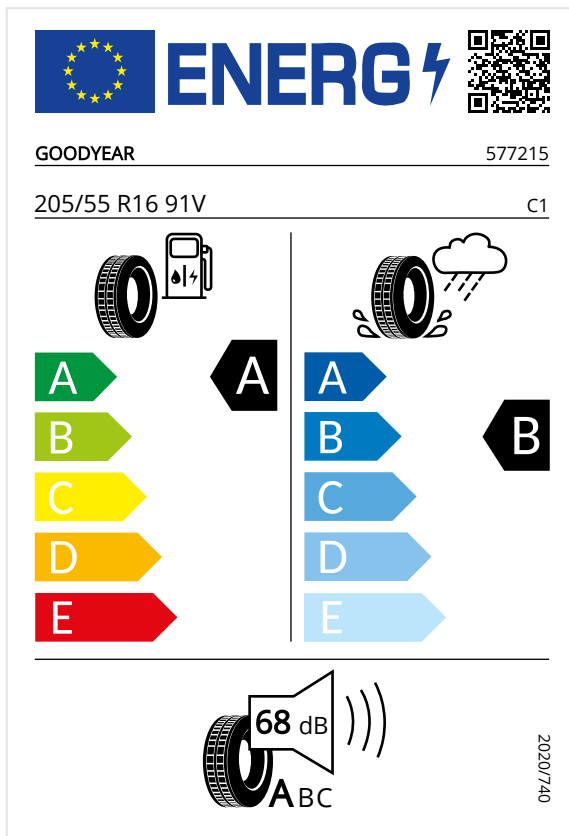 ENERG
GOODYEAR 577215
205/55 R16 91V C1
A A A
B B B
C C
D D
E E
68 dB
ABC
2020/740